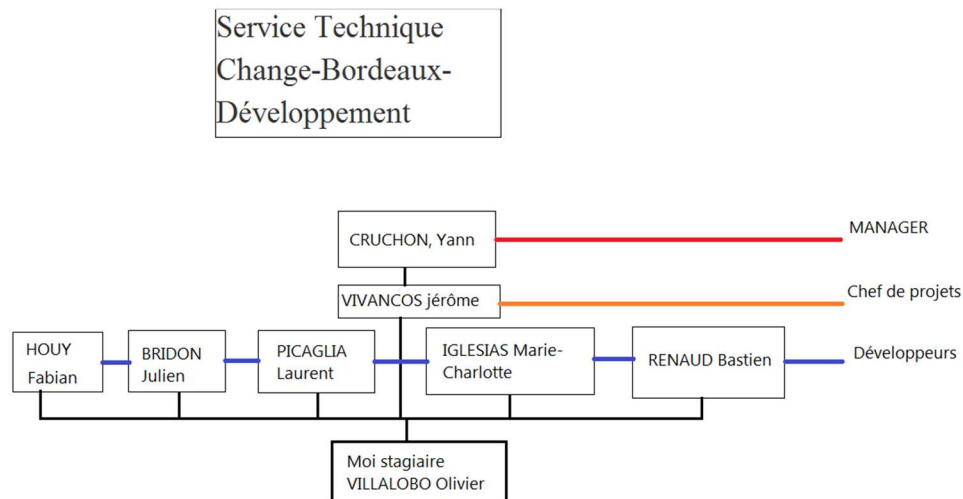 Service Technique
Change-Bordeaux-
Développement
CRUCHON, Yann
MANAGER
VIVANCOS jérôme
Chef de projets
HOUY
Fabian
BRIDON
Julien
PICAGLIA
Laurent
IGLESIAS Marie-
Charlotte
RENAUD Bastien
Développeurs
Moi stagiaire
VILLALOBO Olivier